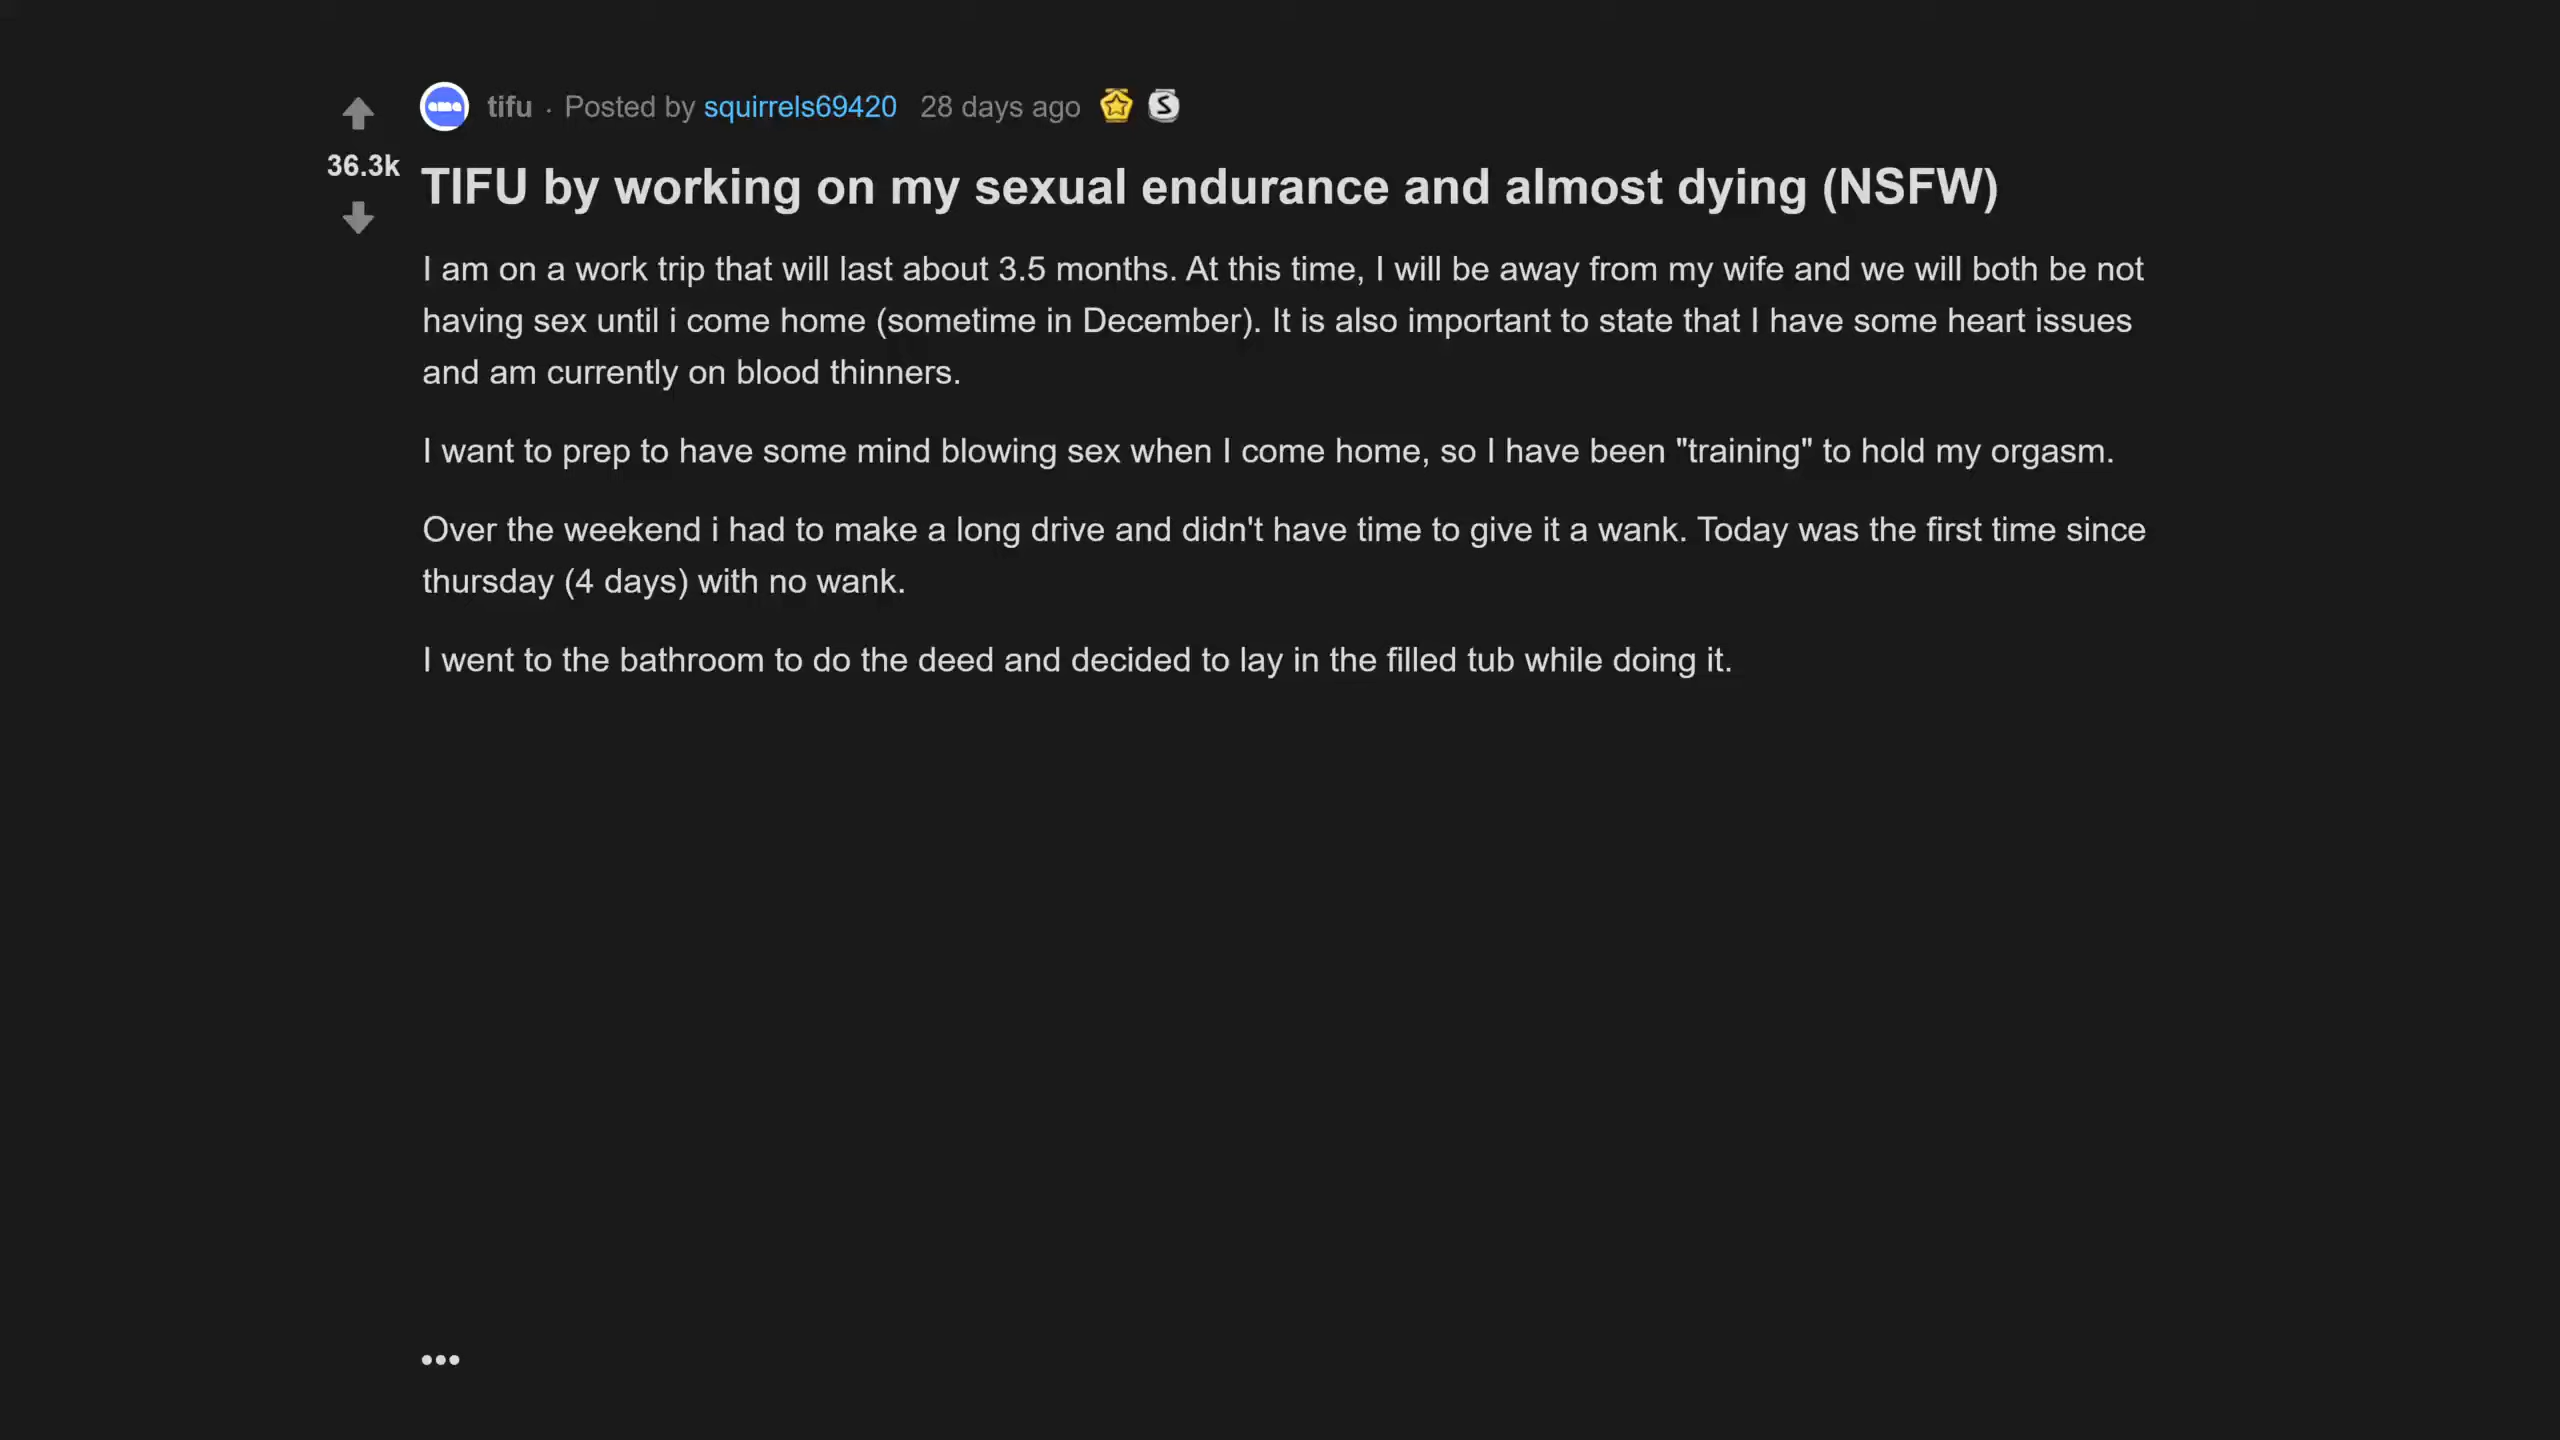 tifu · Posted by squirrels69420 28 days ago
36.3k
TIFU by working on my sexual endurance and almost dying (NSFW)
I am on a work trip that will last about 3.5 months. At this time, I will be away from my wife and we will both be not
having sex until i come home (sometime in December). It is also important to state that I have some heart issues
and am currently on blood thinners.
I want to prep to have some mind blowing sex when I come home, so I have been "training" to hold my orgasm.
Over the weekend i had to make a long drive and didn't have time to give it a wank. Today was the first time since
thursday (4 days) with no wank.
I went to the bathroom to do the deed and decided to lay in the filled tub while doing it.
•••